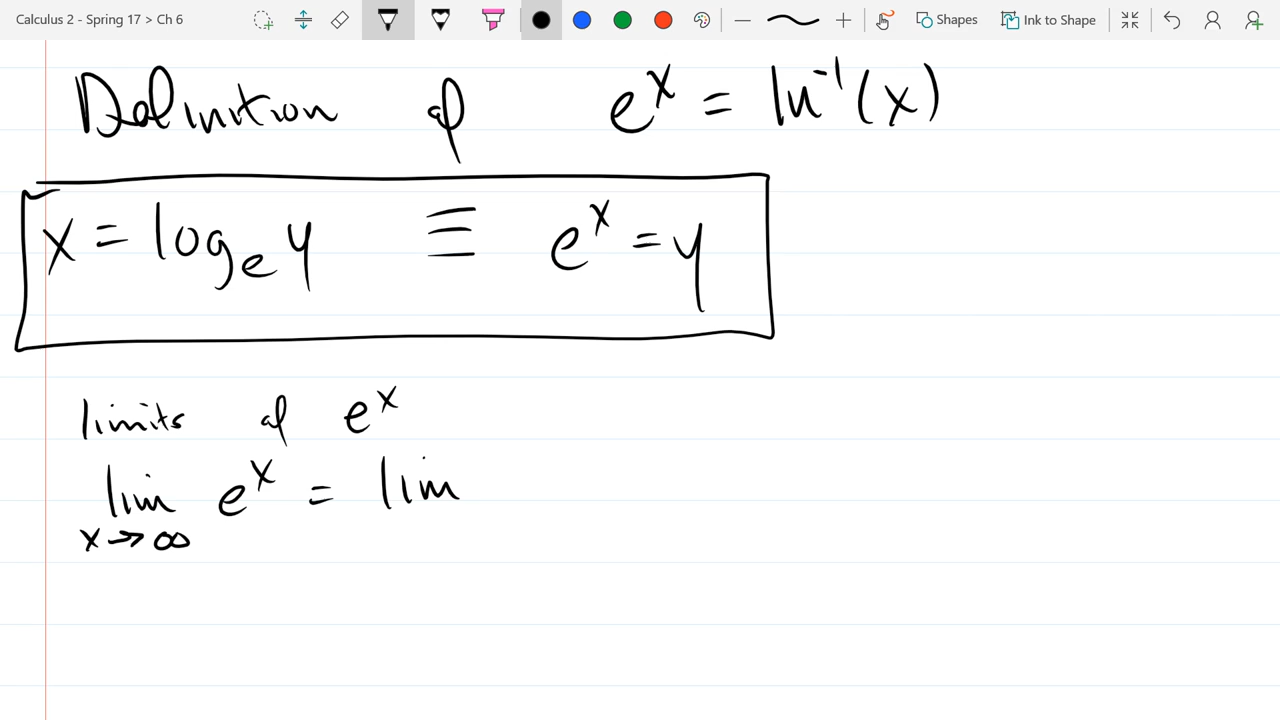 Calculus 2 - Spring 17 > Ch 6 Shapes Ink to Shape
Definition of e^x = ln^-1(x)
x = log_e y ≡ e^x = y
limits of e^x
lim e^x = lim
x→∞